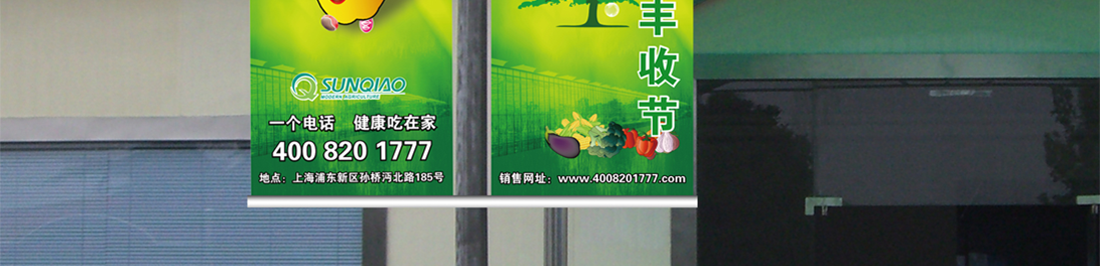 SUNQIAO
MODERN AGRICULTURE
一个电话 健康吃在家
400 820 1777
地点：上海浦东新区孙桥沔北路185号
丰收节
销售网址：www.4008201777.com